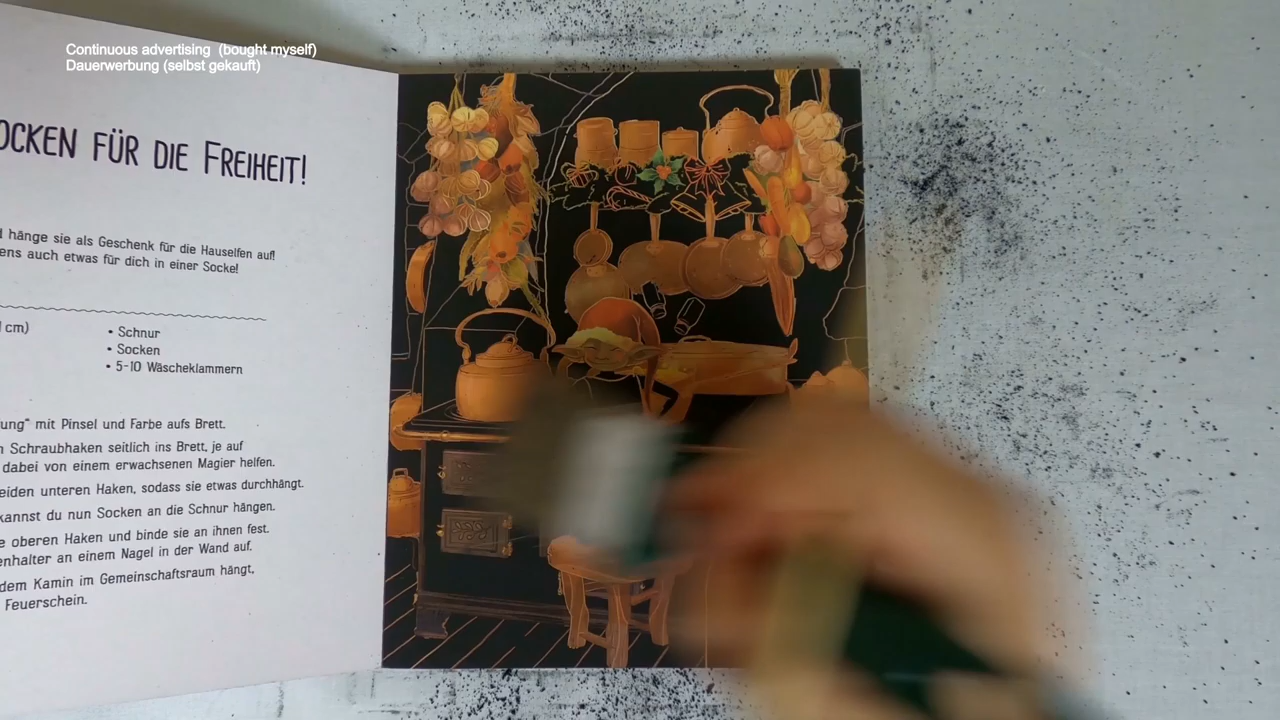 Continuous advertising (bought myself)
Dauerwerbung (selbst gekauft)
OCKEN FÜR DIE FREIHEIT!
hänge sie als Geschenk für die Hauselfen auf!
ens auch etwas für dich in einer Socke!
cm)
• Schnur
• Socken
• 5-10 Wäscheklammern
ung“ mit Pinsel und Farbe aufs Brett.
Schraubhaken seitlich ins Brett, je auf
dabei von einem erwachsenen Magier helfen.
eiden unteren Haken, sodass sie etwas durchhängt.
kannst du nun Socken an die Schnur hängen.
e oberen Haken und binde sie an ihnen fest.
enhalter an einem Nagel in der Wand auf.
dem Kamin im Gemeinschaftsraum hängt,
Feuerschein.